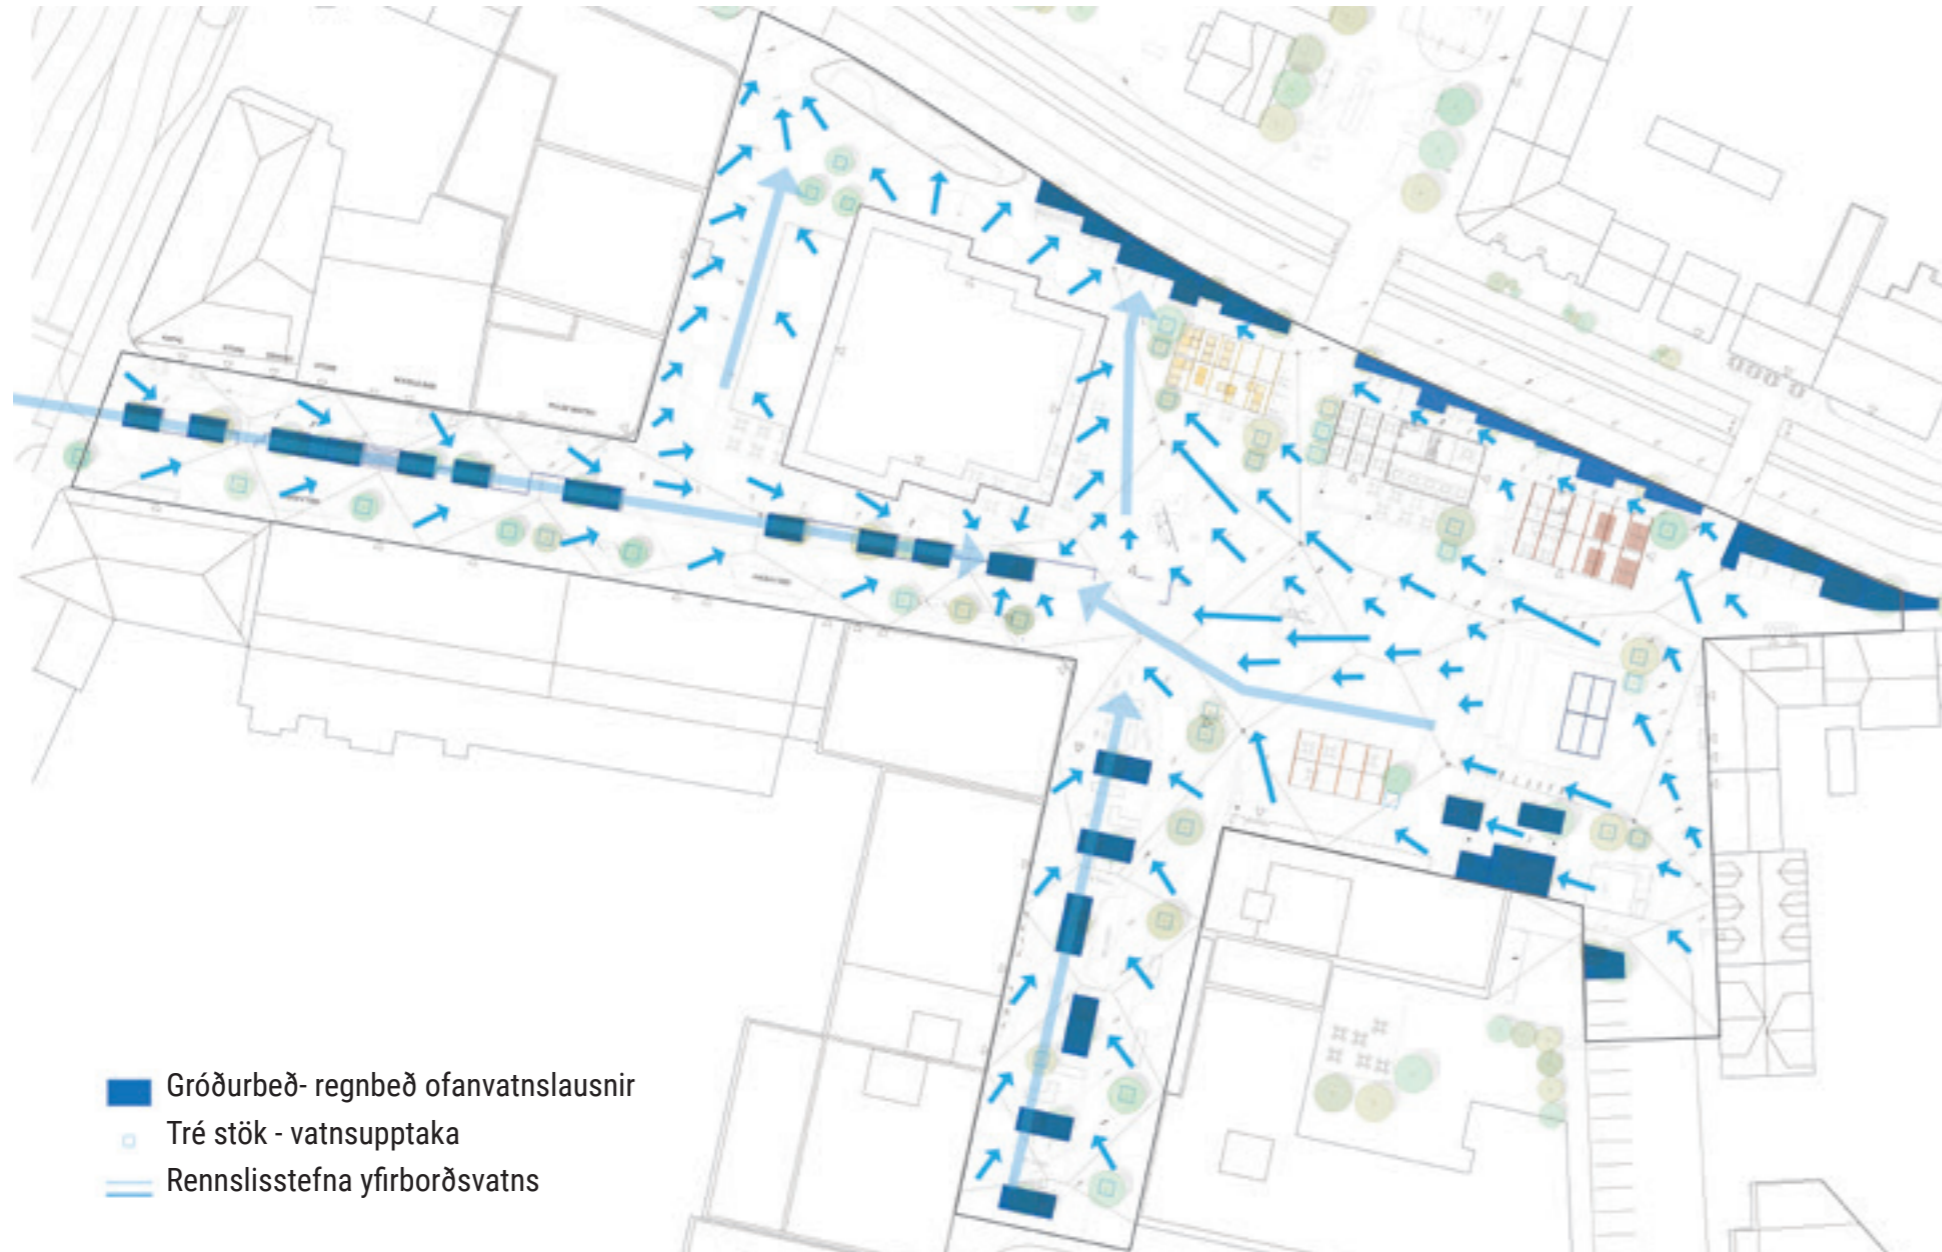 Gróðurbeð- regnbeð ofanvatnslausnir
Tré stök - vatnsupptaka
Rennslisstefna yfirborðsvatns